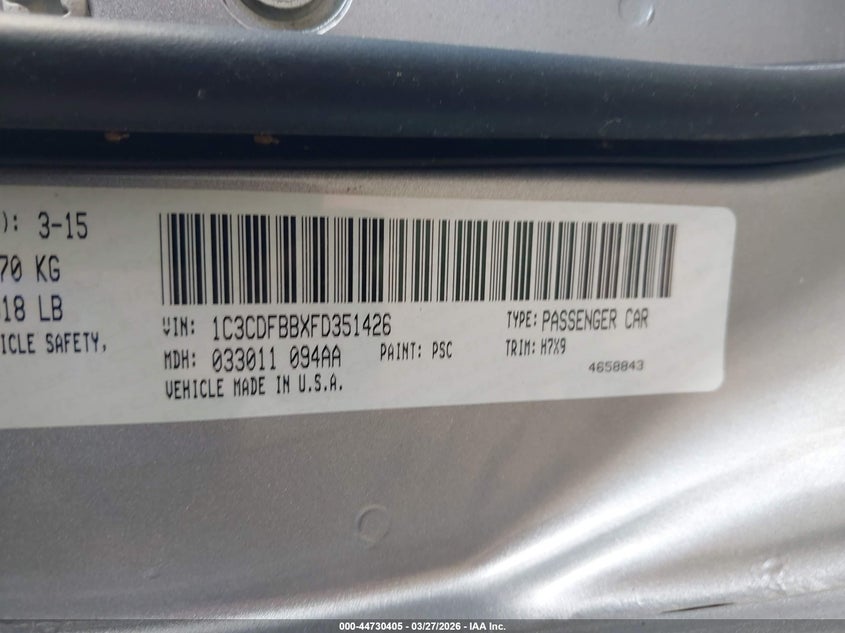 ): 3-15
70 KG
18 LB
ICLE SAFETY,
VIN: 1C3CDFBBXFD351426
TYPE: PASSENGER CAR
MDH: 033011 094AA
PAINT: PSC
TRIM: H7X9
VEHICLE MADE IN U.S.A.
4658843
000-44730405 - 03/27/2026 - IAA Inc.